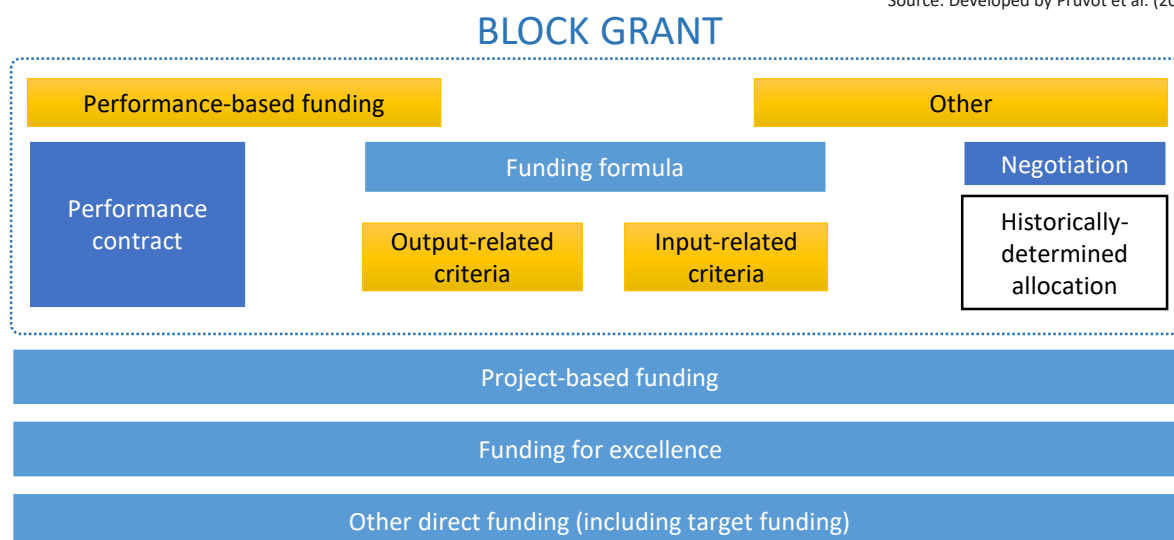 Source: Developed by Pruvot et al. (20
BLOCK GRANT
Performance-based funding
Other
Performance
contract
Funding formula
Negotiation
Output-related
criteria
Input-related
criteria
Historically-
determined
allocation
Project-based funding
Funding for excellence
Other direct funding (including target funding)